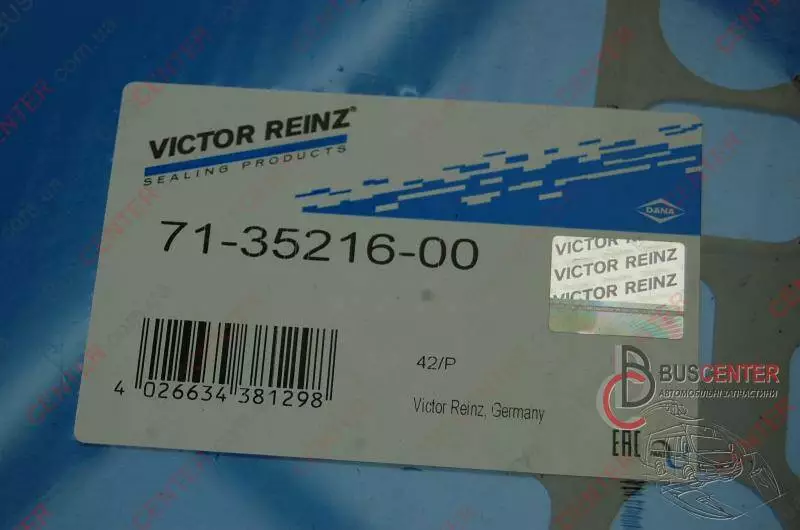 VICTOR REINZ®
SEALING PRODUCTS
DANA
71-35216-00
VICTOR REINZ
VICTOR REINZ
VICTOR REINZ
4 026634 381298
42/P
Victor Reinz, Germany
EAC
BUSCENTER
АВТОМОБІЛЬНІ ЗАПЧАСТИНИ